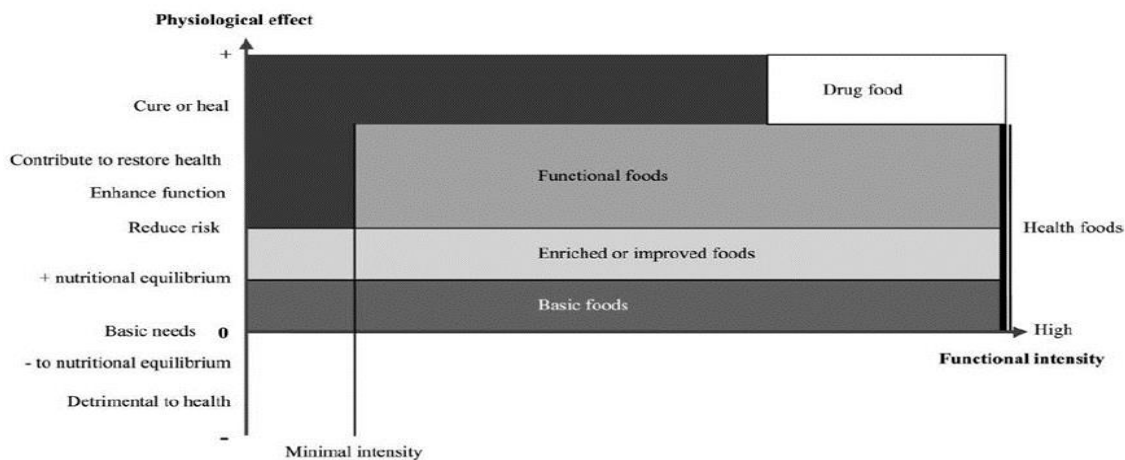 Physiological effect
+
Drug food
Cure or heal
Contribute to restore health
Functional foods
Enhance function
Reduce risk
Health foods
Enriched or improved foods
+ nutritional equilibrium
Basic foods
Basic needs 0
High
- to nutritional equilibrium
Functional intensity
Detrimental to health
-
Minimal intensity